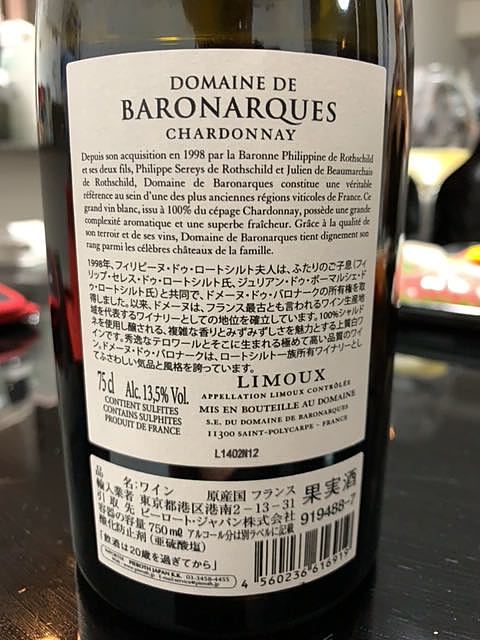 DOMAINE DE
BARONARQUES
CHARDONNAY
Depuis son acquisition en 1998 par la Baronne Philippine de Rothschild
et ses deux fils, Philippe Sereys de Rothschild et Julien de Beaumarchais
de Rothschild, Domaine de Baronarques constitue une véritable
référence au sein d'une des plus anciennes régions viticoles de France. Ce
grand vin blanc, issu à 100% du cépage Chardonnay, possède une grande
complexité aromatique et une superbe fraîcheur. Grâce à la qualité de
son terroir et de ses vins, Domaine de Baronarques tient dignement son
rang parmi les célèbres châteaux de la famille.
1998年、フィリピーヌ・ドゥ・ロートシルト夫人は、ふたりのご子息(フィ
リップ・セレス・ドゥ・ロートシルト氏、ジュリアン・ドゥ・ボーマルシェ・ド
ゥ・ロートシルト氏)と共同で、ドメーヌ・ドゥ・バロナークの所有権を取
得しました。以来、ドメーヌは、フランス最古とも言われるワイン生産地
域を代表するワイナリーとしての地位を確立しています。100%シャルド
ネを使用し醸される、複雑な香りとみずみずしさを魅力とする上質白ワ
インです。秀逸なテロワールとそこに生まれる極めて高い品質のワイ
ン。ドメーヌ・ドゥ・バロナークは、ロートシルト一族所有ワイナリーとし
てふさわしい気品と風格を誇っています。
75 cl Alc. 13,5% Vol.
CONTIENT SULFITES
CONTAINS SULPHITES
PRODUIT DE FRANCE
LIMOUX
APPELLATION LIMOUX CONTRÔLÉE
MIS EN BOUTEILLE AU DOMAINE
S.E. DU DOMAINE DE BARONARQUES
11300 SAINT-POLYCARPE - FRANCE
L1402N12
品 名:ワイン 原産国 フランス 果実酒
輸入業者 東京都港区港南2-13-31
引取先 ピーロート・ジャパン株式会社 919488-7
容器の容量 750mℓ アルコール分は別ラベルに記載
酸化防止剤(亜硫酸塩)
「飲酒は20歳を過ぎてから」
PIEROTH JAPAN K.K. 03-3458-4455
4 560236 616919